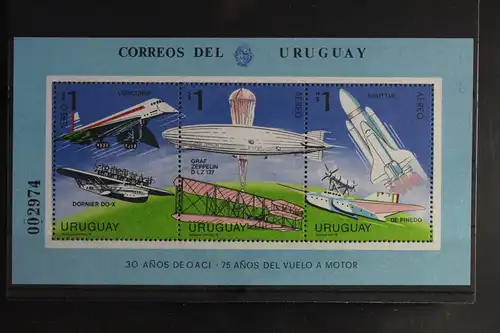 CORREOS DEL URUGUAY
N$ 1 CONCORDE
AEREO
N$ 1
AEREO
N$ 1 SHUTTLE
AEREO
GRAF
ZEPPELIN
D LZ 127
DORNIER DO-X
DE PINEDO
URUGUAY
URUGUAY
URUGUAY
002974
30 AÑOS DE OACI - 75 AÑOS DEL VUELO A MOTOR